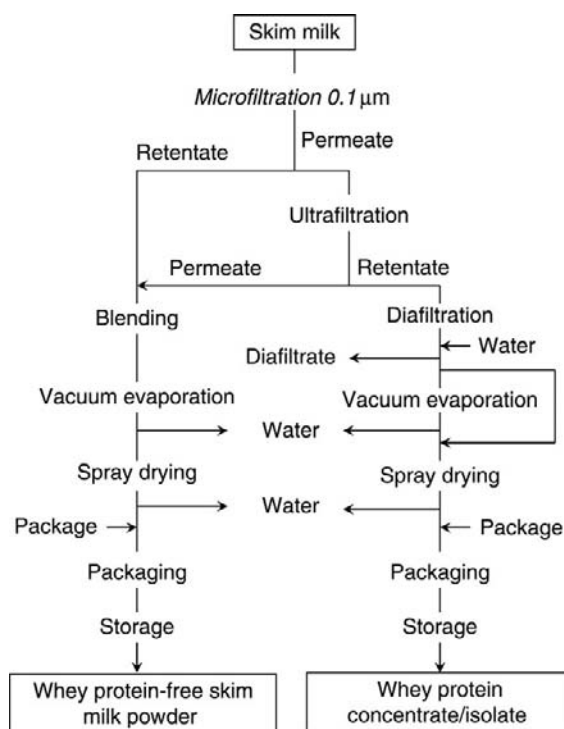 Skim milk
Microfiltration 0.1 μm
Permeate
Retentate
Ultrafiltration
Permeate
Retentate
Blending
Diafiltration
Water
Diafiltrate
Vacuum evaporation
Vacuum evaporation
Water
Spray drying
Spray drying
Water
Package
Package
Packaging
Packaging
Storage
Storage
Whey protein-free skim
milk powder
Whey protein
concentrate/isolate